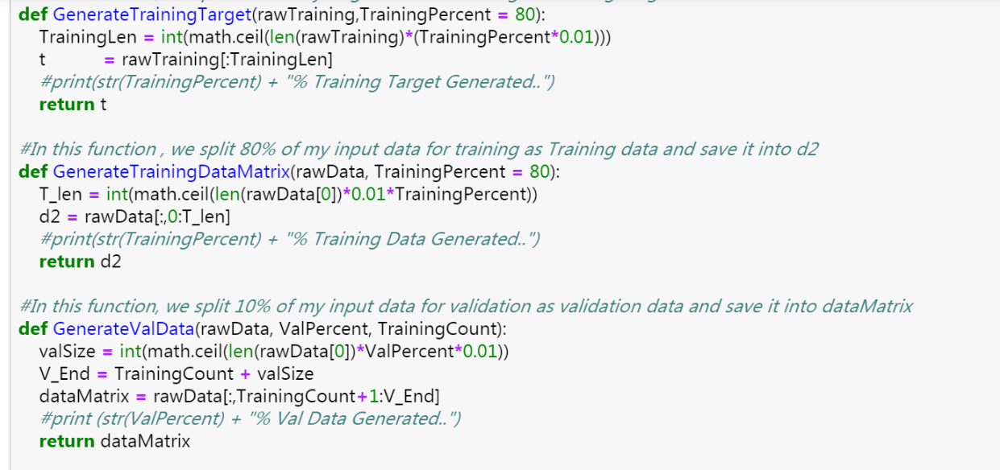 def GenerateTrainingTarget(rawTraining,TrainingPercent = 80):
    TrainingLen = int(math.ceil(len(rawTraining)*(TrainingPercent*0.01)))
    t           = rawTraining[:TrainingLen]
    #print(str(TrainingPercent) + "% Training Target Generated..")
    return t

#In this function , we split 80% of my input data for training as Training data and save it into d2
def GenerateTrainingDataMatrix(rawData, TrainingPercent = 80):
    T_len = int(math.ceil(len(rawData[0])*0.01*TrainingPercent))
    d2 = rawData[:,0:T_len]
    #print(str(TrainingPercent) + "% Training Data Generated..")
    return d2

#In this function, we split 10% of my input data for validation as validation data and save it into dataMatrix
def GenerateValData(rawData, ValPercent, TrainingCount):
    valSize = int(math.ceil(len(rawData[0])*ValPercent*0.01))
    V_End = TrainingCount + valSize
    dataMatrix = rawData[:,TrainingCount+1:V_End]
    #print (str(ValPercent) + "% Val Data Generated..")
    return dataMatrix